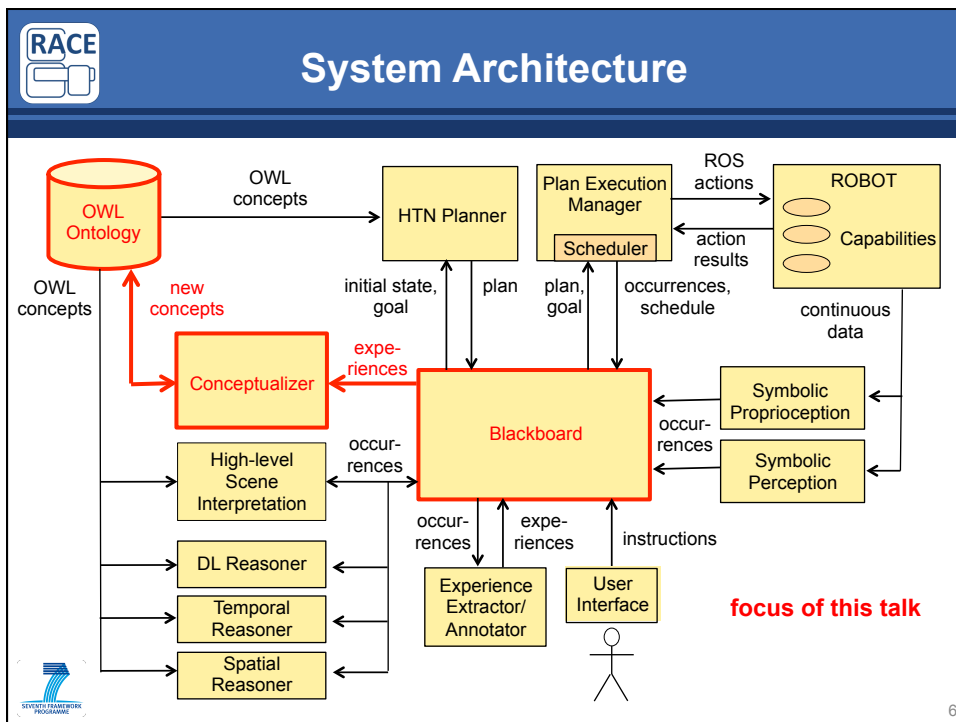 RACE
System Architecture
OWL
Ontology
OWL
concepts
HTN Planner
Plan Execution
Manager
Scheduler
ROS
actions
action
results
ROBOT
Capabilities
OWL
concepts
new
concepts
initial state,
goal
plan
plan,
goal
occurrences,
schedule
continuous
data
Conceptualizer
expe-
riences
Blackboard
Symbolic
Proprioception
occur-
rences
Symbolic
Perception
High-level
Scene
Interpretation
occur-
rences
DL Reasoner
Temporal
Reasoner
Spatial
Reasoner
occur-
rences
expe-
riences
instructions
Experience
Extractor/
Annotator
User
Interface
focus of this talk
SEVENTH FRAMEWORK
PROGRAMME
6